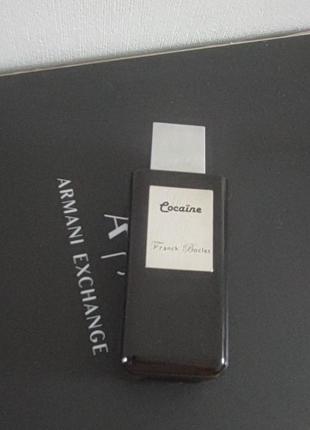 Cocaïne
Franck Boclet
A|X
ARMANI EXCHANGE